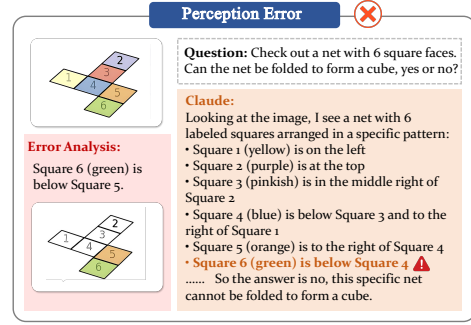 Perception Error
2
3
1
4
5
6
Error Analysis:
Square 6 (green) is
below Square 5.
2
3
1
4
5
6
Question: Check out a net with 6 square faces.
Can the net be folded to form a cube, yes or no?
Claude:
Looking at the image, I see a net with 6
labeled squares arranged in a specific pattern:
• Square 1 (yellow) is on the left
• Square 2 (purple) is at the top
• Square 3 (pinkish) is in the middle right of
Square 2
• Square 4 (blue) is below Square 3 and to the
right of Square 1
• Square 5 (orange) is to the right of Square 4
• Square 6 (green) is below Square 4
...... So the answer is no, this specific net
cannot be folded to form a cube.